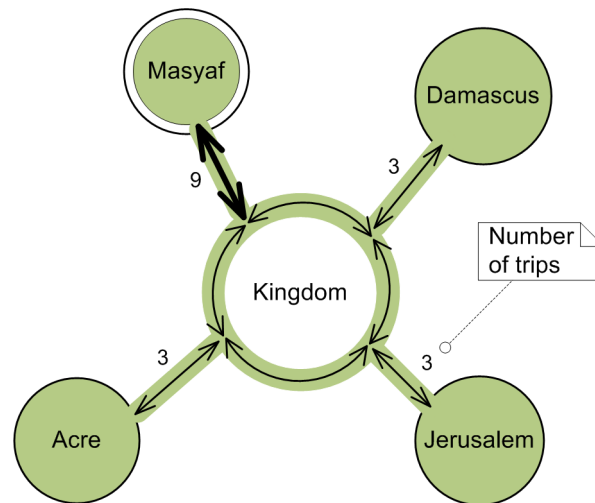 Masyaf
Damascus
9
3
Number
of trips
Kingdom
3
3
Acre
Jerusalem